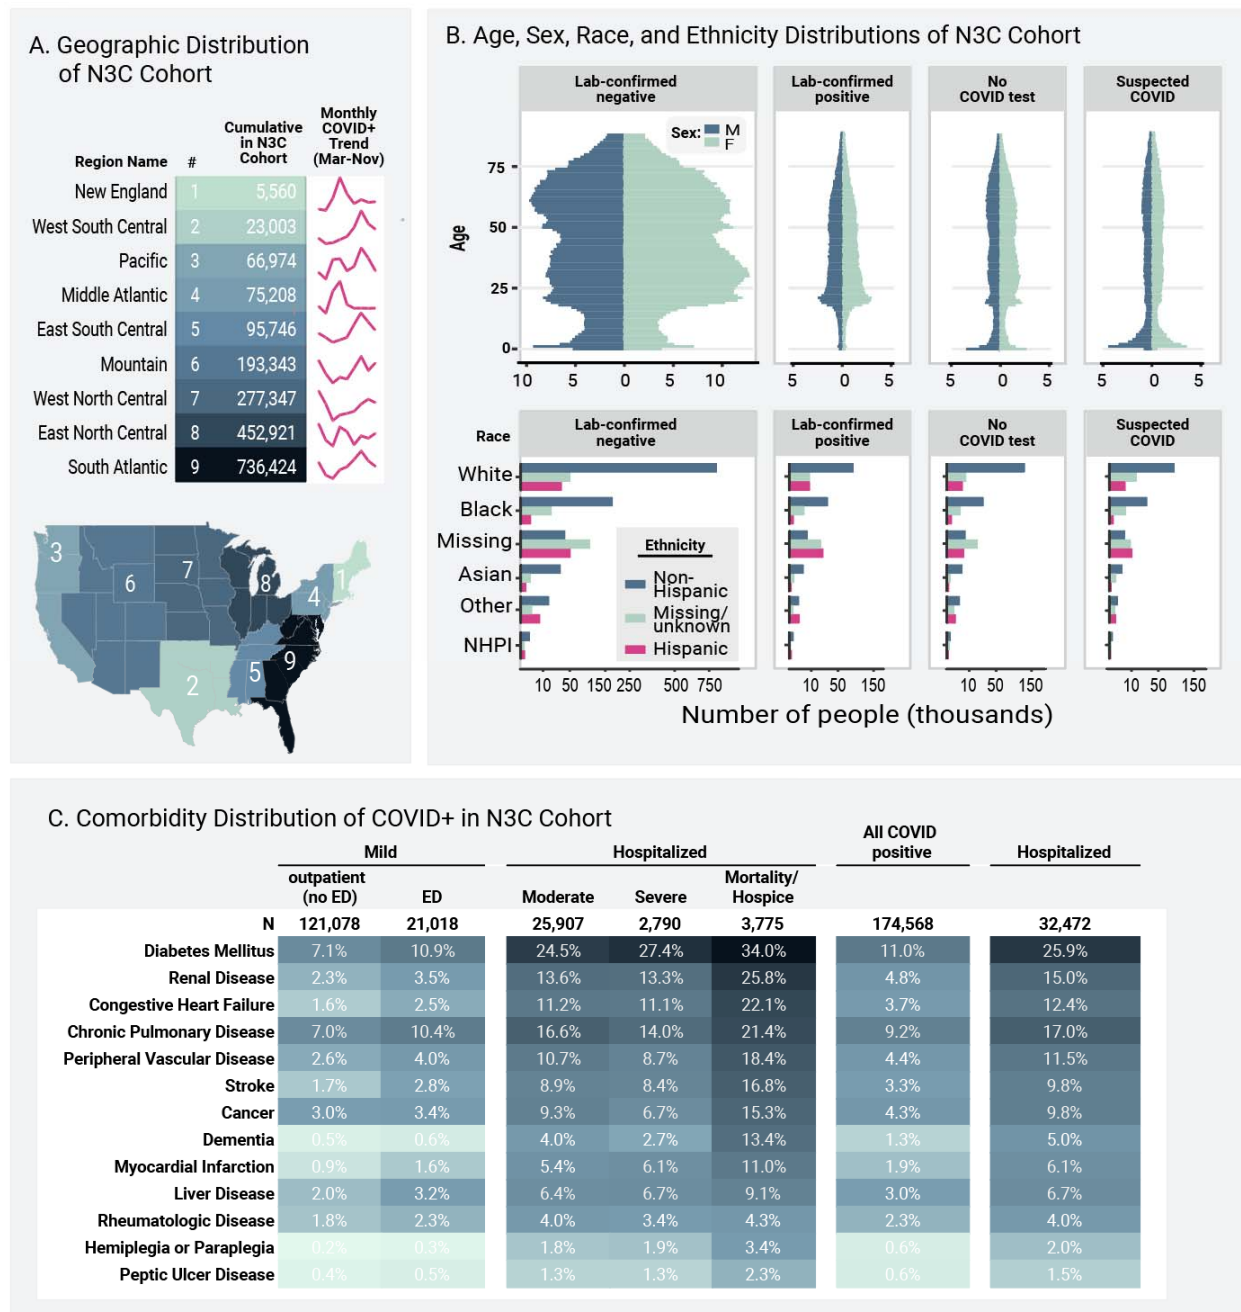 A. Geographic Distribution
of N3C Cohort
Region Name
#
Cumulative
in N3C
Cohort
Monthly
COVID+
Trend
(Mar-Nov)
New England 1 5,560
West South Central 2 23,003
Pacific 3 66,974
Middle Atlantic 4 75,208
East South Central 5 95,746
Mountain 6 193,343
West North Central 7 277,347
East North Central 8 452,921
South Atlantic 9 736,424
3
6
7
8
4
1
2
5
9
B. Age, Sex, Race, and Ethnicity Distributions of N3C Cohort
Lab-confirmed
negative
Lab-confirmed
positive
No
COVID test
Suspected
COVID
Sex: M
F
Age
75
50
25
0
10 5 0 5 10
5 0 5
5 0 5
5 0 5
Race
Lab-confirmed
negative
Lab-confirmed
positive
No
COVID test
Suspected
COVID
White
Black
Missing
Asian
Other
NHPI
Ethnicity
Non-
Hispanic
Missing/
unknown
Hispanic
10 50 150 250 500 750
10 50 150
10 50 150
10 50 150
Number of people (thousands)
C. Comorbidity Distribution of COVID+ in N3C Cohort
Mild
Hospitalized
All COVID
positive
Hospitalized
outpatient
(no ED)
ED
Moderate
Severe
Mortality/
Hospice
N 121,078 21,018 25,907 2,790 3,775 174,568 32,472
Diabetes Mellitus 7.1% 10.9% 24.5% 27.4% 34.0% 11.0% 25.9%
Renal Disease 2.3% 3.5% 13.6% 13.3% 25.8% 4.8% 15.0%
Congestive Heart Failure 1.6% 2.5% 11.2% 11.1% 22.1% 3.7% 12.4%
Chronic Pulmonary Disease 7.0% 10.4% 16.6% 14.0% 21.4% 9.2% 17.0%
Peripheral Vascular Disease 2.6% 4.0% 10.7% 8.7% 18.4% 4.4% 11.5%
Stroke 1.7% 2.8% 8.9% 8.4% 16.8% 3.3% 9.8%
Cancer 3.0% 3.4% 9.3% 6.7% 15.3% 4.3% 9.8%
Dementia 0.5% 0.6% 4.0% 2.7% 13.4% 1.3% 5.0%
Myocardial Infarction 0.9% 1.6% 5.4% 6.1% 11.0% 1.9% 6.1%
Liver Disease 2.0% 3.2% 6.4% 6.7% 9.1% 3.0% 6.7%
Rheumatologic Disease 1.8% 2.3% 4.0% 3.4% 4.3% 2.3% 4.0%
Hemiplegia or Paraplegia 0.2% 0.3% 1.8% 1.9% 3.4% 0.6% 2.0%
Peptic Ulcer Disease 0.4% 0.5% 1.3% 1.3% 2.3% 0.6% 1.5%